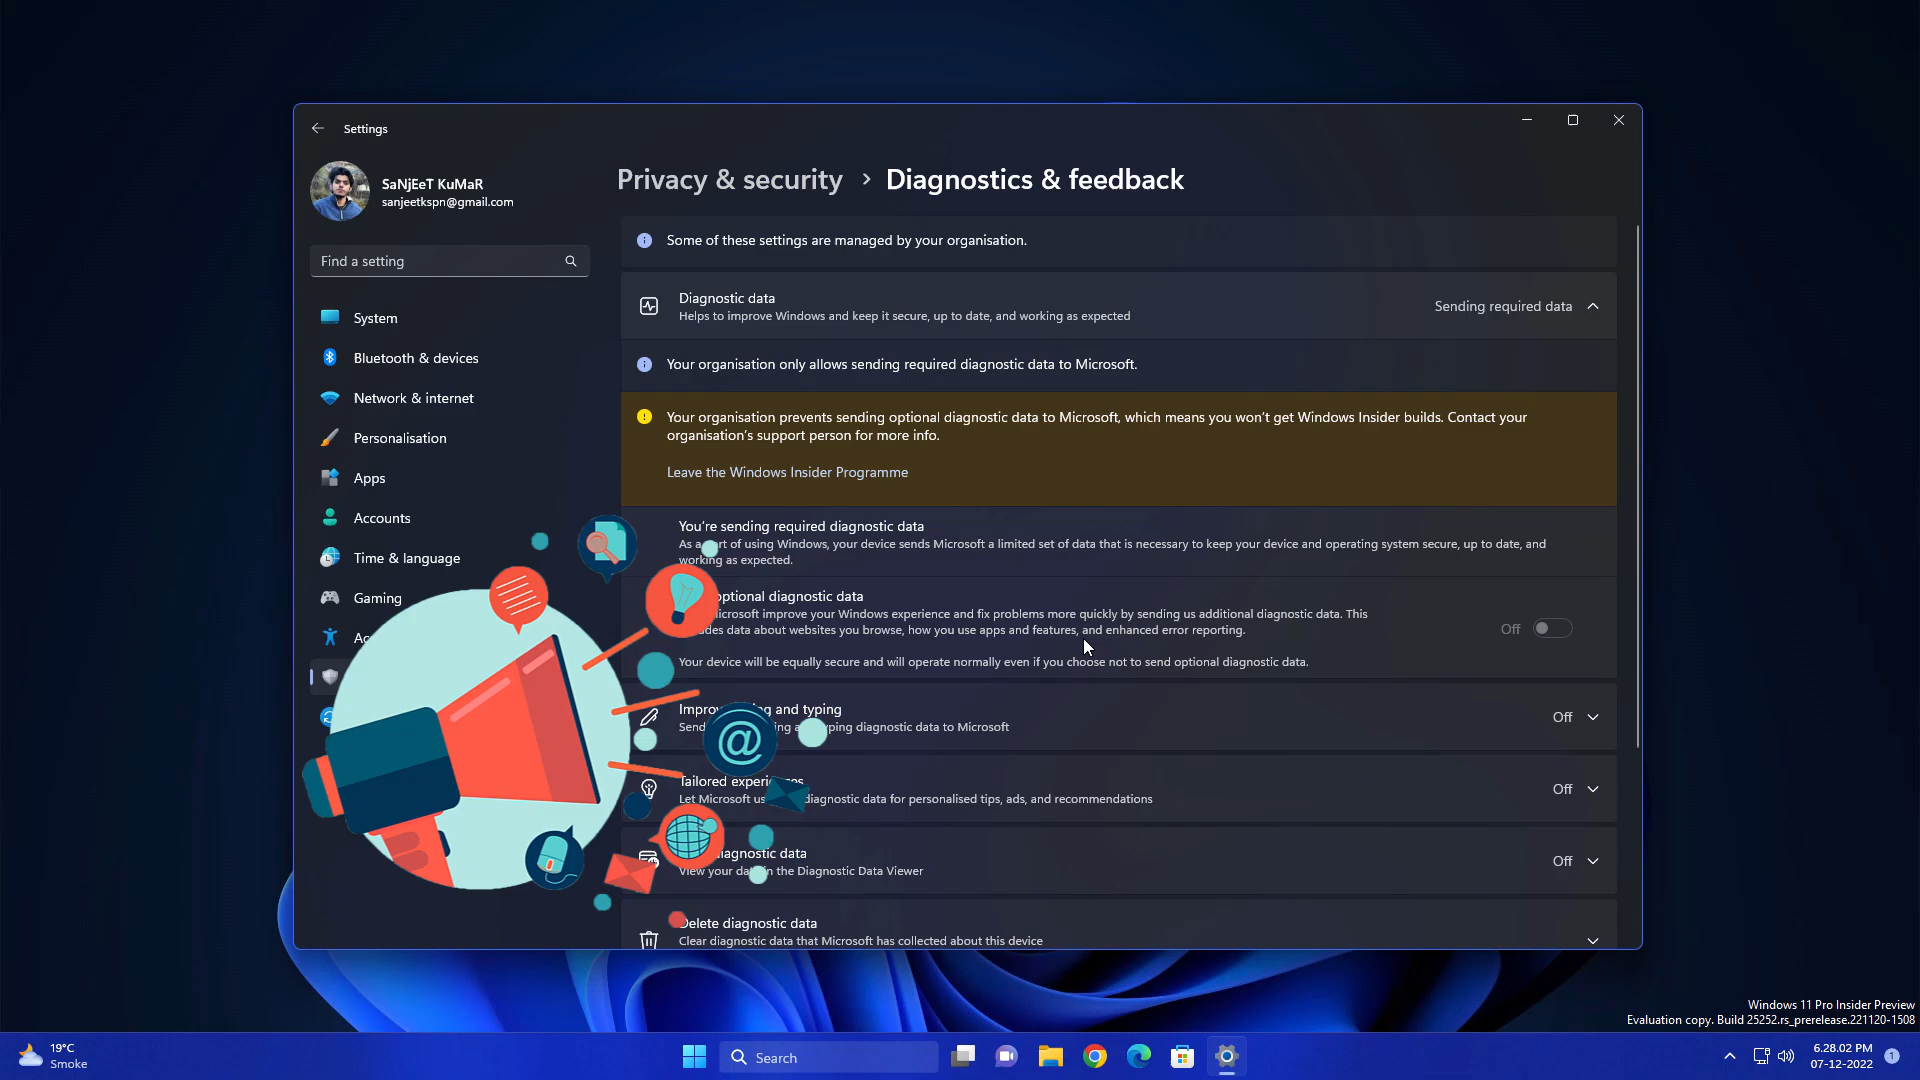 Settings
SaNjEeT KuMaR
sanjeetkspn@gmail.com
Find a setting
System
Bluetooth & devices
Network & internet
Personalisation
Apps
Accounts
Time & language
Gaming
Privacy & security > Diagnostics & feedback
Some of these settings are managed by your organisation.
Diagnostic data
Helps to improve Windows and keep it secure, up to date, and working as expected
Sending required data
Your organisation only allows sending required diagnostic data to Microsoft.
Your organisation prevents sending optional diagnostic data to Microsoft, which means you won't get Windows Insider builds. Contact your
organisation's support person for more info.
Leave the Windows Insider Programme
You're sending required diagnostic data
As a part of using Windows, your device sends Microsoft a limited set of data that is necessary to keep your device and operating system secure, up to date, and
working as expected.
optional diagnostic data
Microsoft improve your Windows experience and fix problems more quickly by sending us additional diagnostic data. This
data about websites you browse, how you use apps and features, and enhanced error reporting.
Off
Your device will be equally secure and will operate normally even if you choose not to send optional diagnostic data.
and typing
typing diagnostic data to Microsoft
Off
Tailored experiences
Let Microsoft diagnostic data for personalised tips, ads, and recommendations
Off
diagnostic data
View your data in the Diagnostic Data Viewer
Off
Delete diagnostic data
Clear diagnostic data that Microsoft has collected about this device
@
Windows 11 Pro Insider Preview
Evaluation copy. Build 25252.rs_prerelease.221120-1508
19°C
Smoke
Search
6.28.02 PM
07-12-2022
1